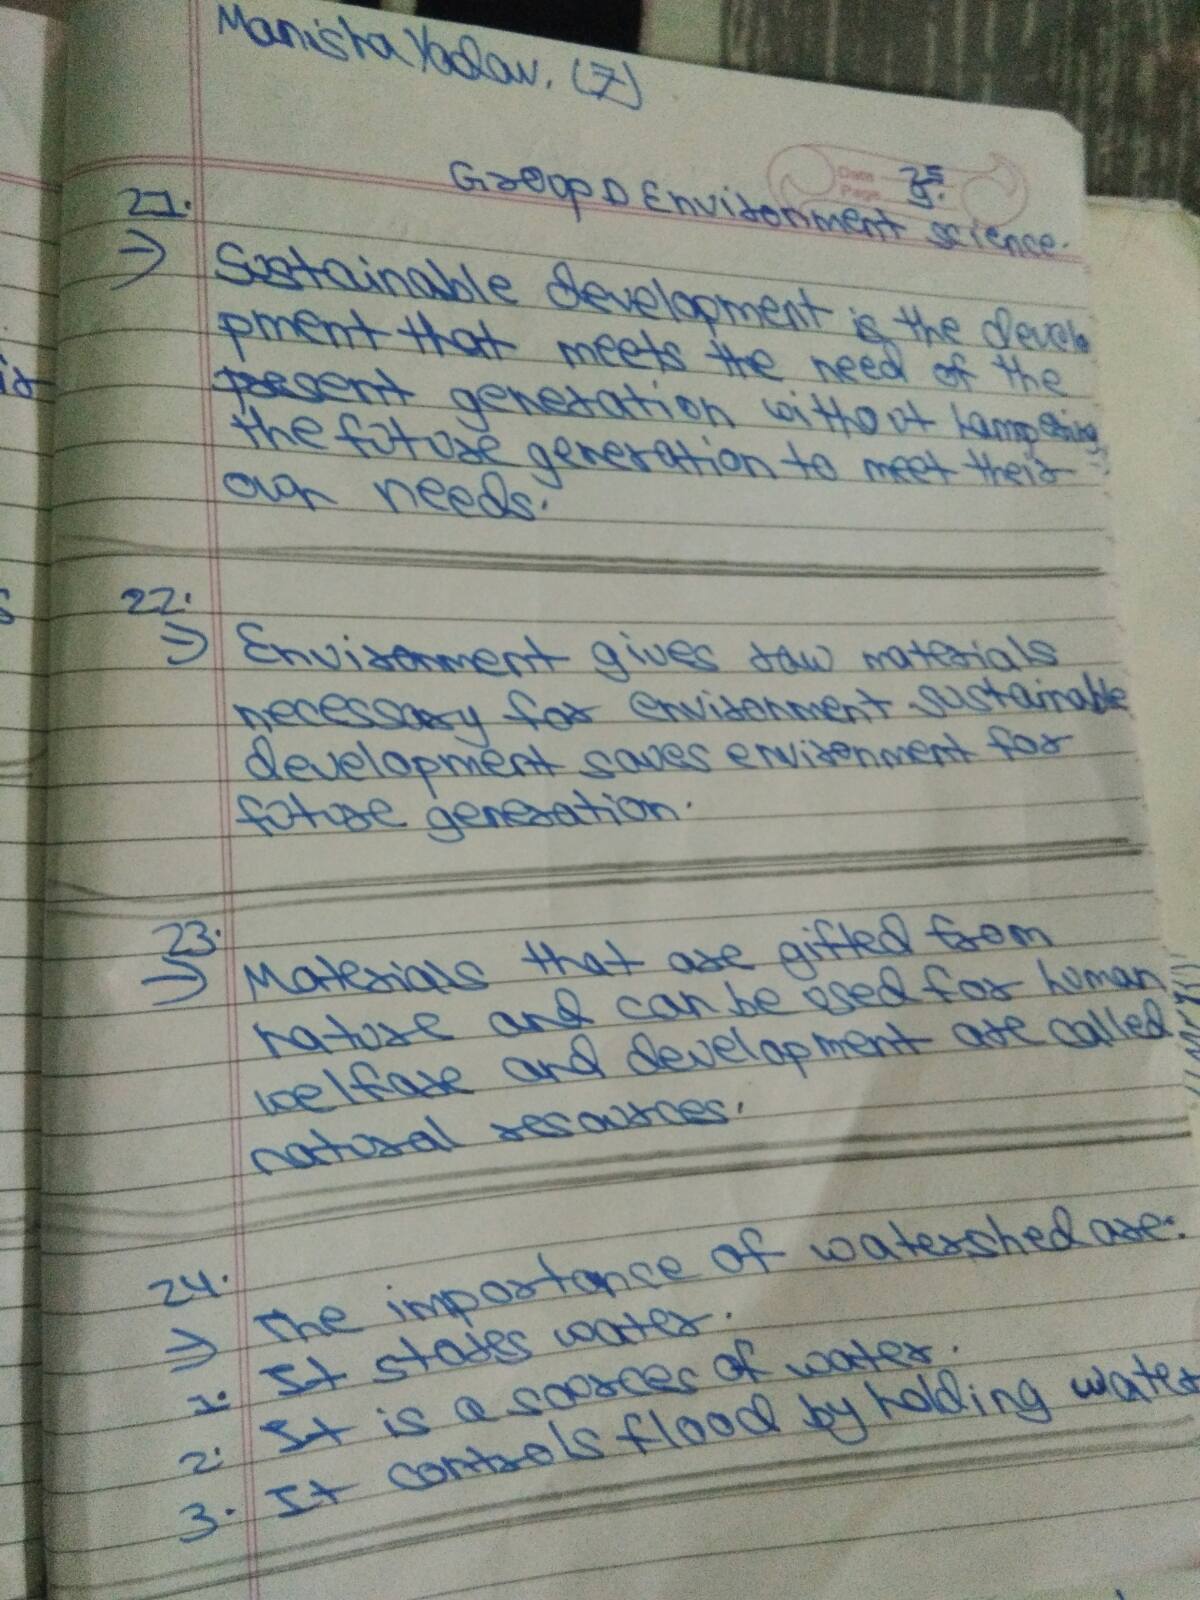 Manisha Yadav. (7)
Date
Page
Group D Environment science.
21.
⇒ Sustainable development is the develo
pment that meets the need of the
present generation without hampering
the future generation to meet their
own needs.
22.
⇒ Environment gives raw materials
necessary for environment sustainable
development saves environment for
future generation.
23.
⇒ Materials that are gifted from
nature and can be used for human
welfare and development are called
natural resources.
24.
⇒ The importance of watershed are:
1. It stores water.
2. It is a sources of water.
3. It controls flood by holding water